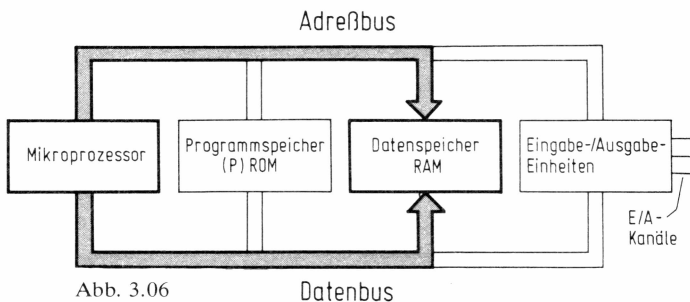 Adreßbus
Mikroprozessor
Programmspeicher
(P) ROM
Datenspeicher
RAM
Eingabe-/Ausgabe-
Einheiten
E/A-
Kanäle
Abb. 3.06
Datenbus